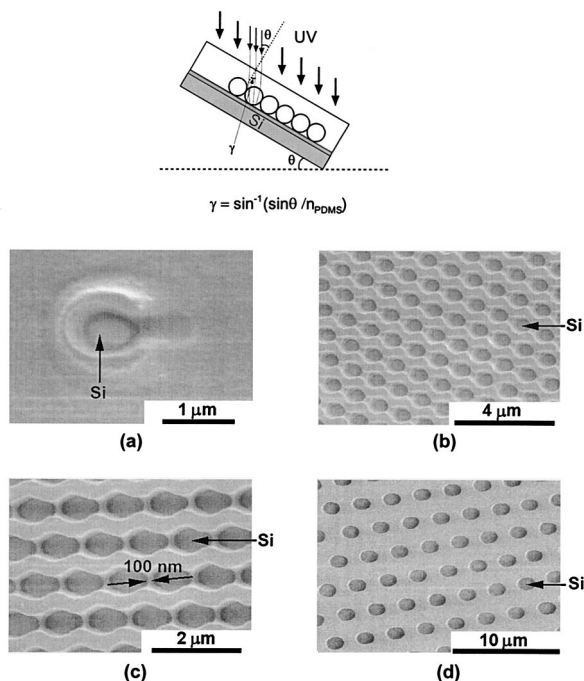 θ
UV
Si
γ
θ
γ = sin⁻¹(sinθ /n_PDMS)
Si
1 μm
(a)
Si
4 μm
(b)
Si
100 nm
2 μm
(c)
Si
10 μm
(d)